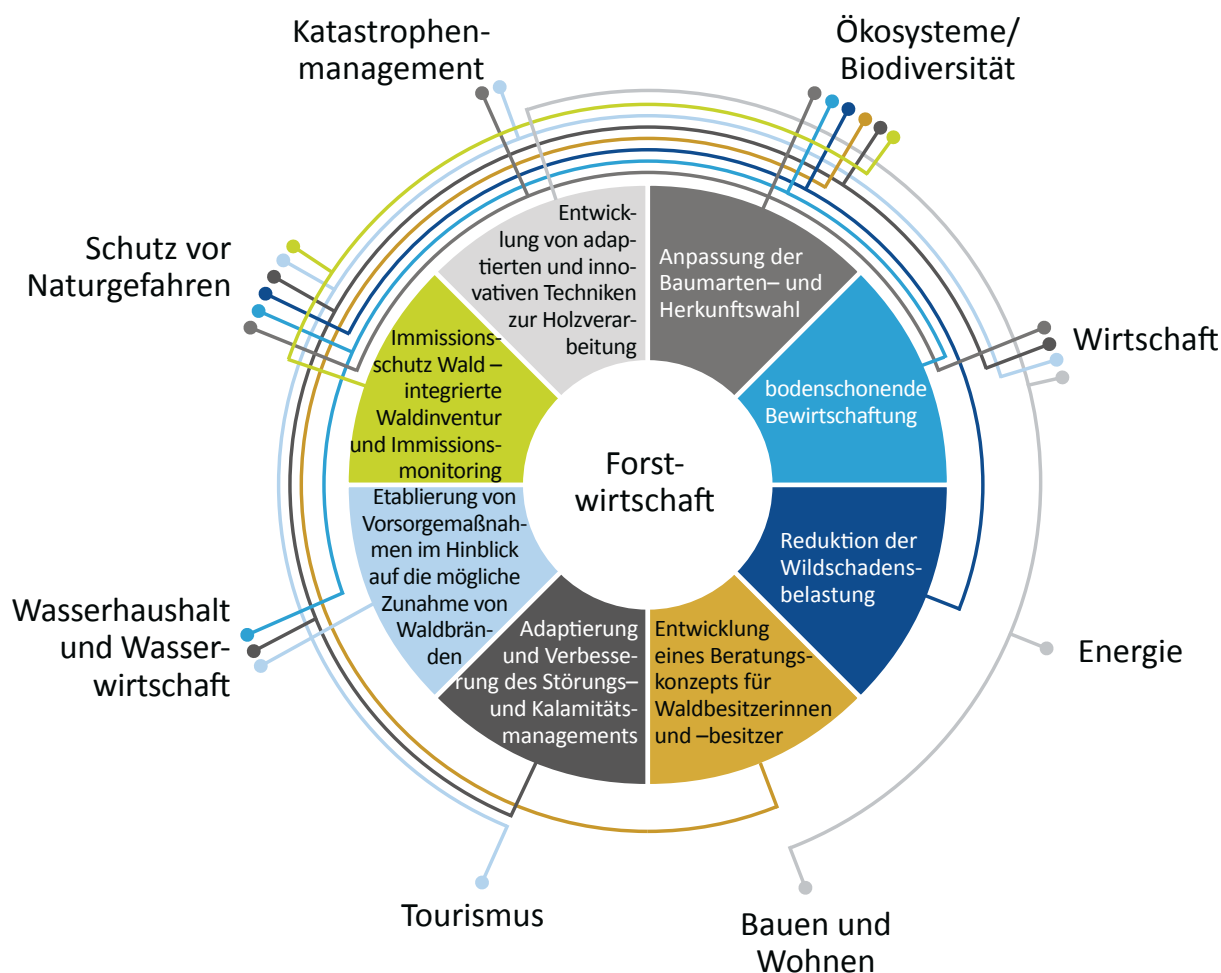 Katastrophen-
management
Ökosysteme/
Biodiversität
Schutz vor
Naturgefahren
Wirtschaft
Wasserhaushalt
und Wasser-
wirtschaft
Energie
Tourismus
Bauen und
Wohnen
Forst-
wirtschaft
Anpassung der
Baumarten– und
Herkunftswahl
bodenschonende
Bewirtschaftung
Reduktion der
Wildschadens-
belastung
Entwicklung
eines Beratungs-
konzepts für
Waldbesitzerinnen
und –besitzer
Adaptierung
und Verbesse-
rung des Störungs–
und Kalamitäts-
managements
Etablierung von
Vorsorgemaßnah-
men im Hinblick
auf die mögliche
Zunahme von
Waldbrän-
den
Immissions-
schutz Wald –
integrierte
Waldinventur
und Immissions-
monitoring
Entwick-
lung von adap-
tierten und inno-
vativen Techniken
zur Holzverar-
beitung